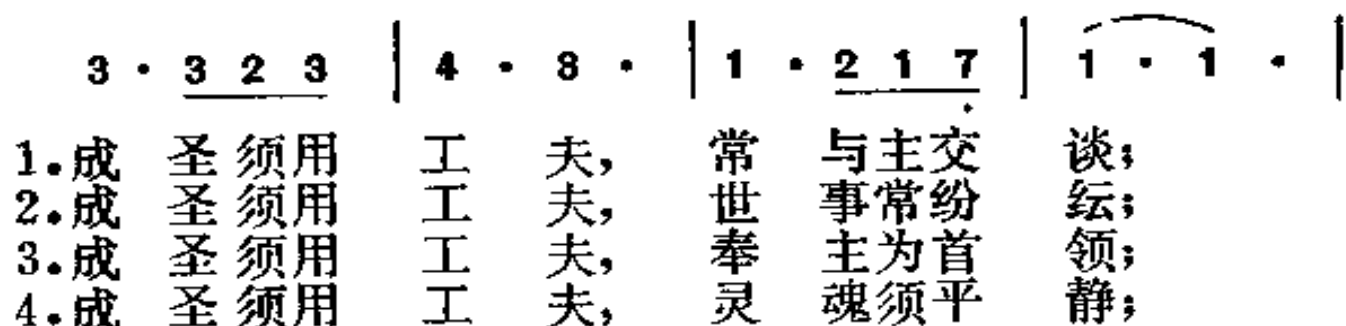 3 · 3 2 3 | 4 · 3 · | 1 · 2 1 7 | 1 · 1 · |
1.成 圣须用 工 夫, 常 与主交 谈;
2.成 圣须用 工 夫, 世 事常纷 纭;
3.成 圣须用 工 夫, 奉 主为首 领;
4.成 圣须用 工 夫, 灵 魂须平 静;